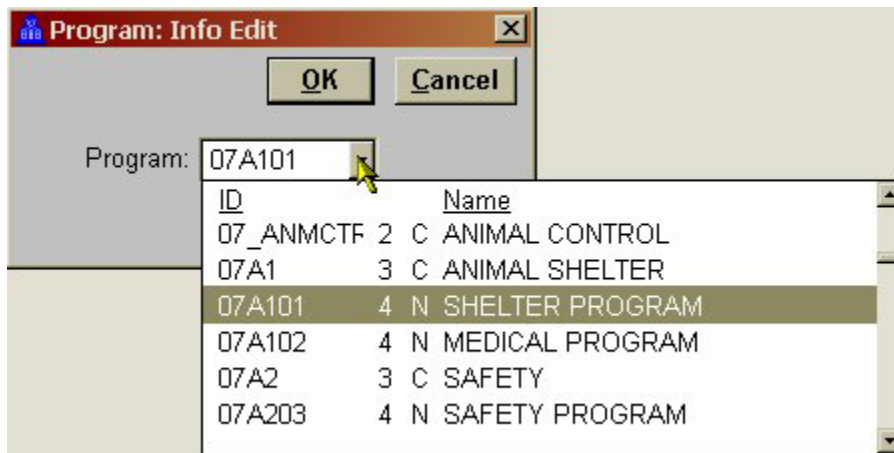 Program: Info Edit
OK Cancel
Program: 07A101
ID Name
07_ANMCTR 2 C ANIMAL CONTROL
07A1 3 C ANIMAL SHELTER
07A101 4 N SHELTER PROGRAM
07A102 4 N MEDICAL PROGRAM
07A2 3 C SAFETY
07A203 4 N SAFETY PROGRAM